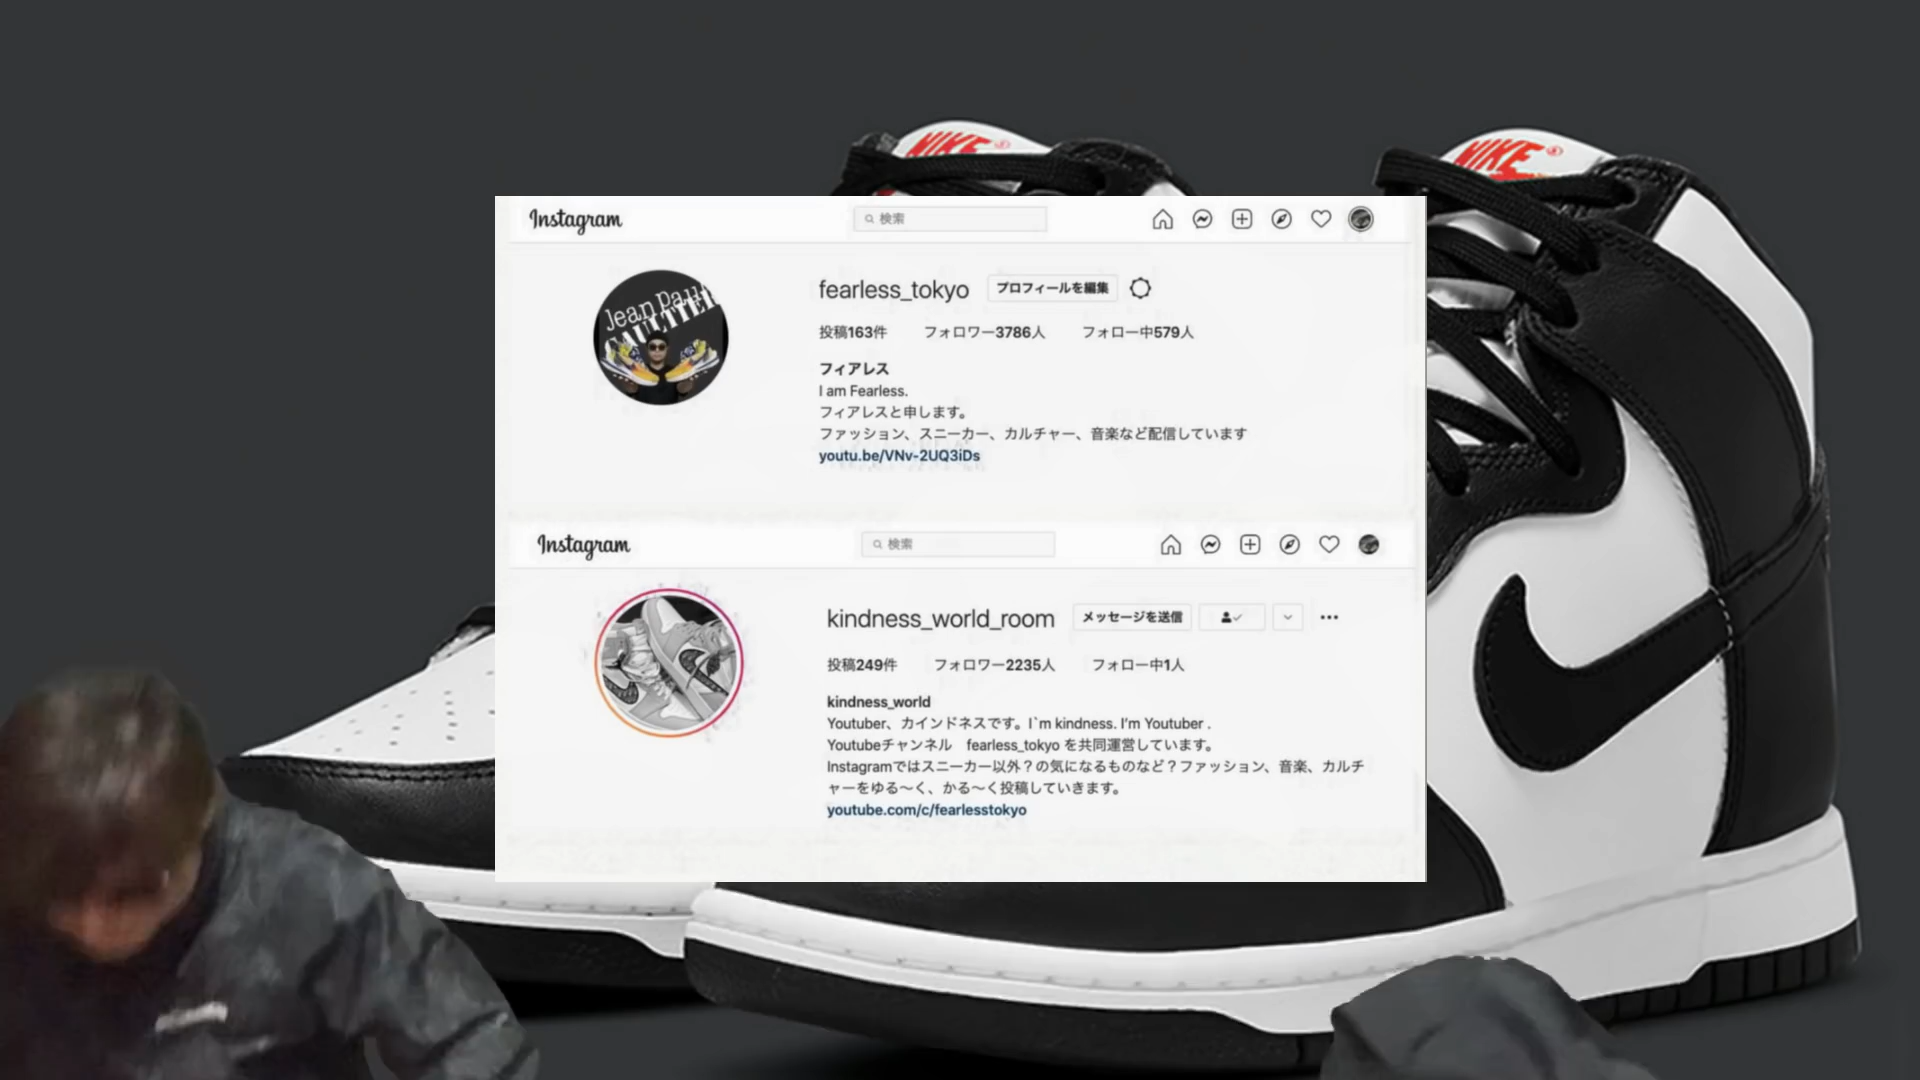 NIKE
NIKE
Instagram
検索
Jean Paul
GAULTIER
fearless_tokyo プロフィールを編集
投稿163件 フォロワー3786人 フォロー中579人
フィアレス
I am Fearless.
フィアレスと申します。
ファッション、スニーカー、カルチャー、音楽など配信しています
youtu.be/VNv-2UQ3iDs
Instagram
検索
kindness_world_room メッセージを送信
投稿249件 フォロワー2235人 フォロー中1人
kindness_world
Youtuber、カインドネスです。I`m kindness. I'm Youtuber .
Youtubeチャンネル　fearless_tokyo を共同運営しています。
Instagramではスニーカー以外？の気になるものなど？ファッション、音楽、カルチ
ャーをゆる〜く、かる〜く投稿していきます。
youtube.com/c/fearlesstokyo